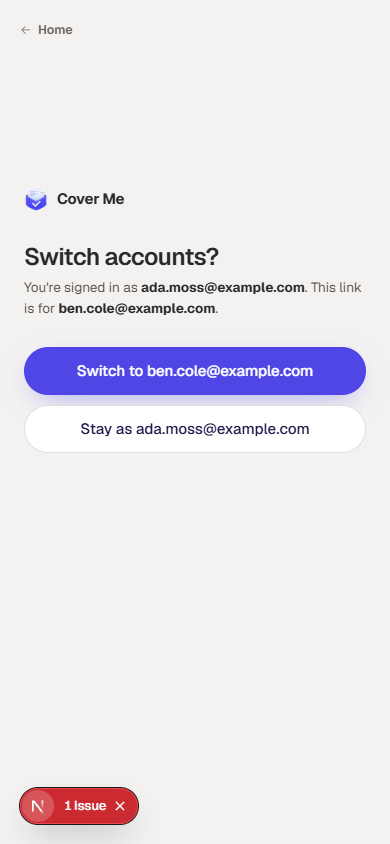 ← Home
Cover Me
Switch accounts?
You're signed in as ada.moss@example.com. This link
is for ben.cole@example.com.
Switch to ben.cole@example.com
Stay as ada.moss@example.com
N 1 Issue ×